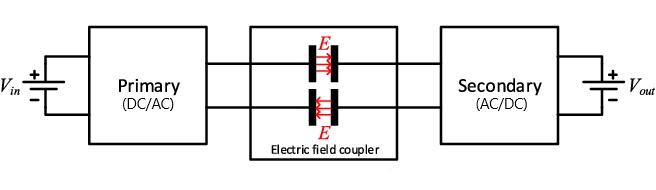 E
V_in
+
−
Primary
(DC/AC)
Secondary
(AC/DC)
+
−
V_out
E
Electric field coupler